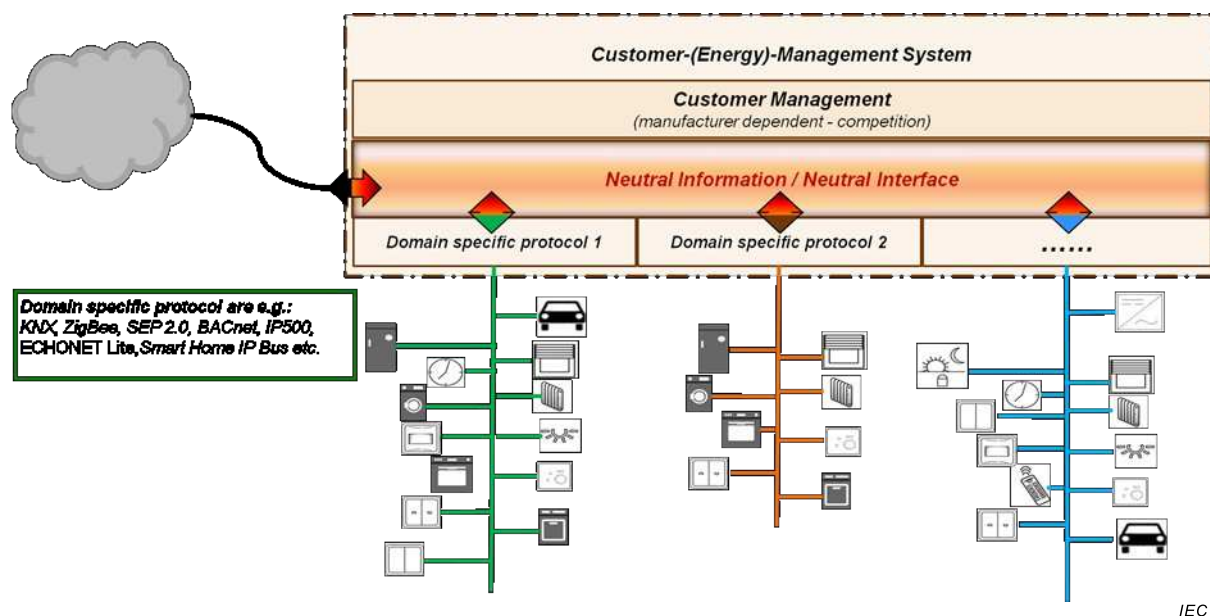 Customer-(Energy)-Management System
Customer Management
(manufacturer dependent - competition)
Neutral Information / Neutral Interface
Domain specific protocol 1
Domain specific protocol 2
......
Domain specific protocol are e.g.:
KNX, ZigBee, SEP 2.0, BACnet, IP500,
ECHONET Lite,Smart Home IP Bus etc.
IEC